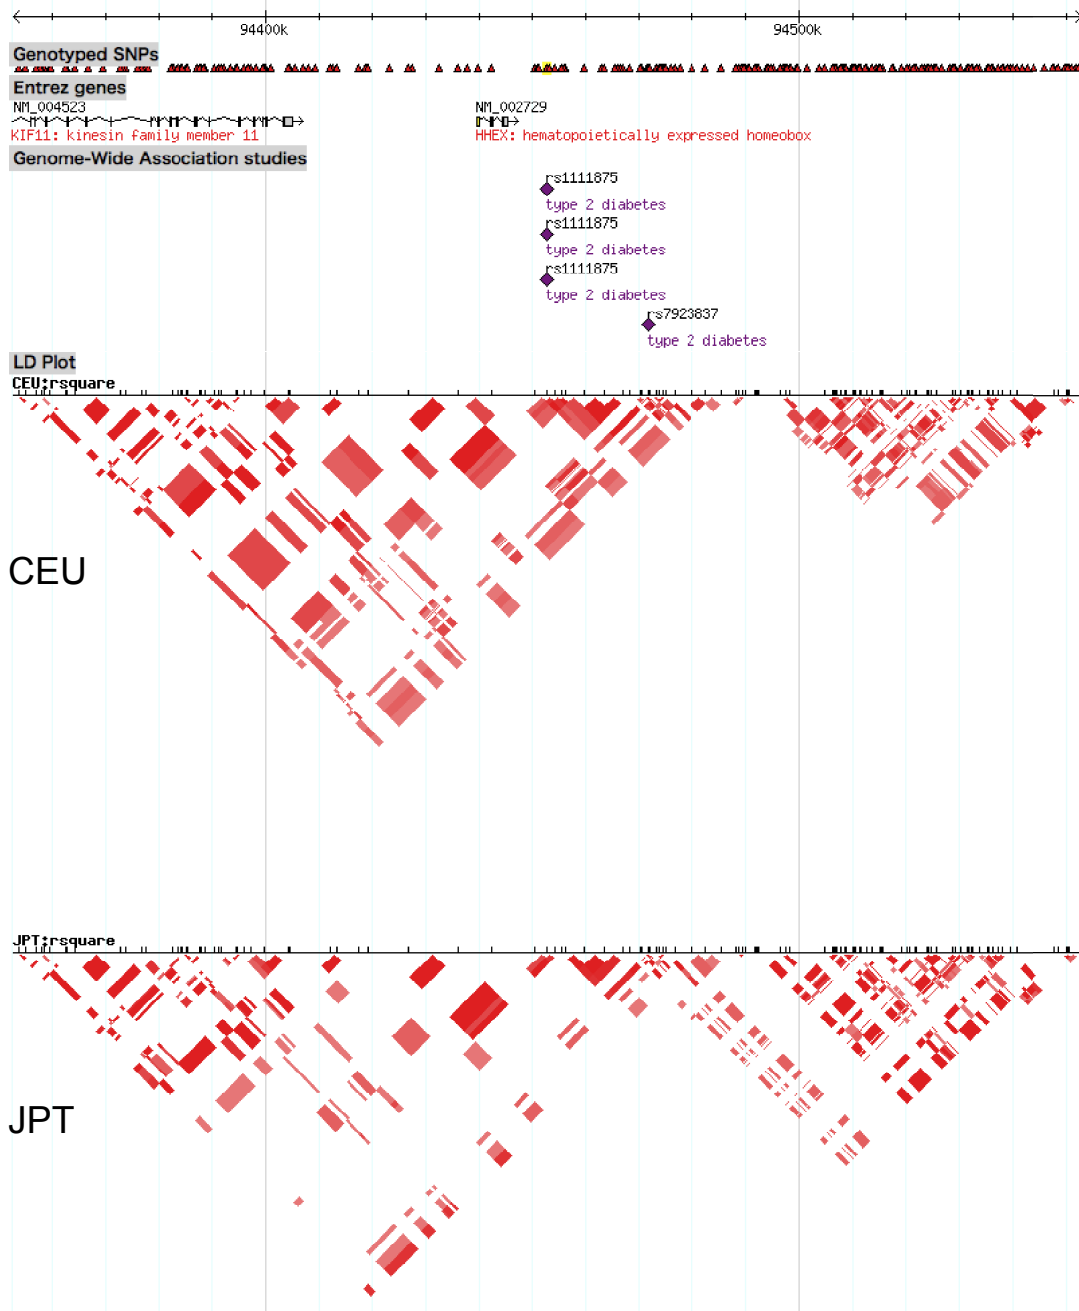 94400k 94500k
Genotyped SNPs
Entrez genes
NM_004523 NM_002729
KIF11: kinesin family member 11 HHEX: hematopoietically expressed homeobox
Genome-Wide Association studies
rs1111875
type 2 diabetes
rs1111875
type 2 diabetes
rs1111875
type 2 diabetes
rs7923837
type 2 diabetes
LD Plot
CEU:rsquare
CEU
JPT:rsquare
JPT